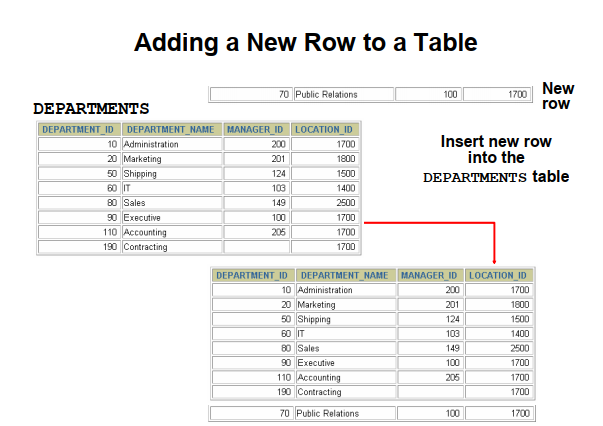 Adding a New Row to a Table
70 Public Relations 100 1700
New
row
DEPARTMENTS
DEPARTMENT_ID DEPARTMENT_NAME MANAGER_ID LOCATION_ID
10 Administration 200 1700
20 Marketing 201 1800
50 Shipping 124 1500
60 IT 103 1400
80 Sales 149 2500
90 Executive 100 1700
110 Accounting 205 1700
190 Contracting 1700
Insert new row
into the
DEPARTMENTS table
DEPARTMENT_ID DEPARTMENT_NAME MANAGER_ID LOCATION_ID
10 Administration 200 1700
20 Marketing 201 1800
50 Shipping 124 1500
60 IT 103 1400
80 Sales 149 2500
90 Executive 100 1700
110 Accounting 205 1700
190 Contracting 1700
70 Public Relations 100 1700